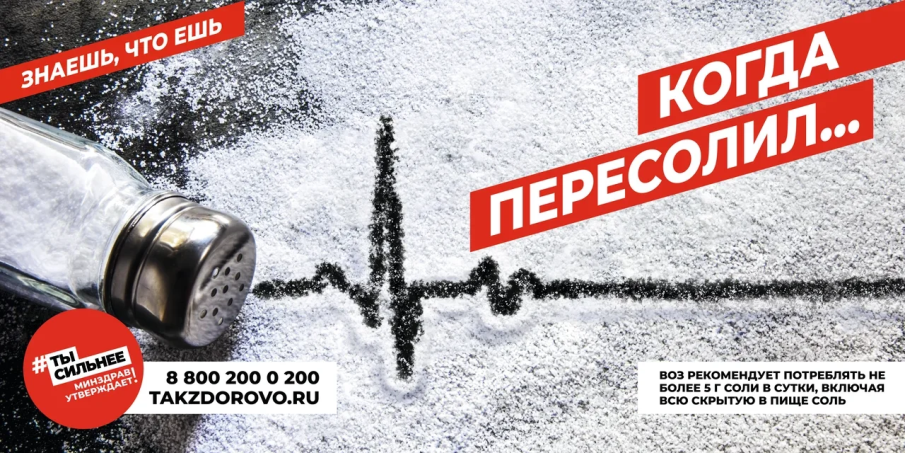 ЗНАЕШЬ, ЧТО ЕШЬ
КОГДА
ПЕРЕСОЛИЛ...
#ТЫ
СИЛЬНЕЕ
МИНЗДРАВ
УТВЕРЖДАЕТ!
8 800 200 0 200
TAKZDOROVO.RU
ВОЗ РЕКОМЕНДУЕТ ПОТРЕБЛЯТЬ НЕ
БОЛЕЕ 5 Г СОЛИ В СУТКИ, ВКЛЮЧАЯ
ВСЮ СКРЫТУЮ В ПИЩЕ СОЛЬ